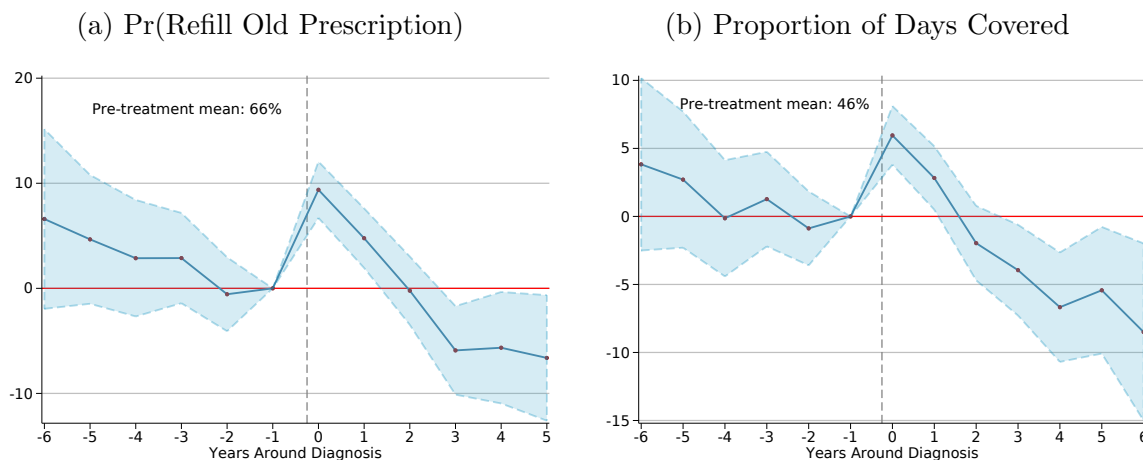 (a) Pr(Refill Old Prescription)
20
Pre-treatment mean: 66%
10
0
-10
-6 -5 -4 -3 -2 -1 0 1 2 3 4 5
Years Around Diagnosis
(b) Proportion of Days Covered
10
Pre-treatment mean: 46%
5
0
-5
-10
-15
-6 -5 -4 -3 -2 -1 0 1 2 3 4 5 6
Years Around Diagnosis